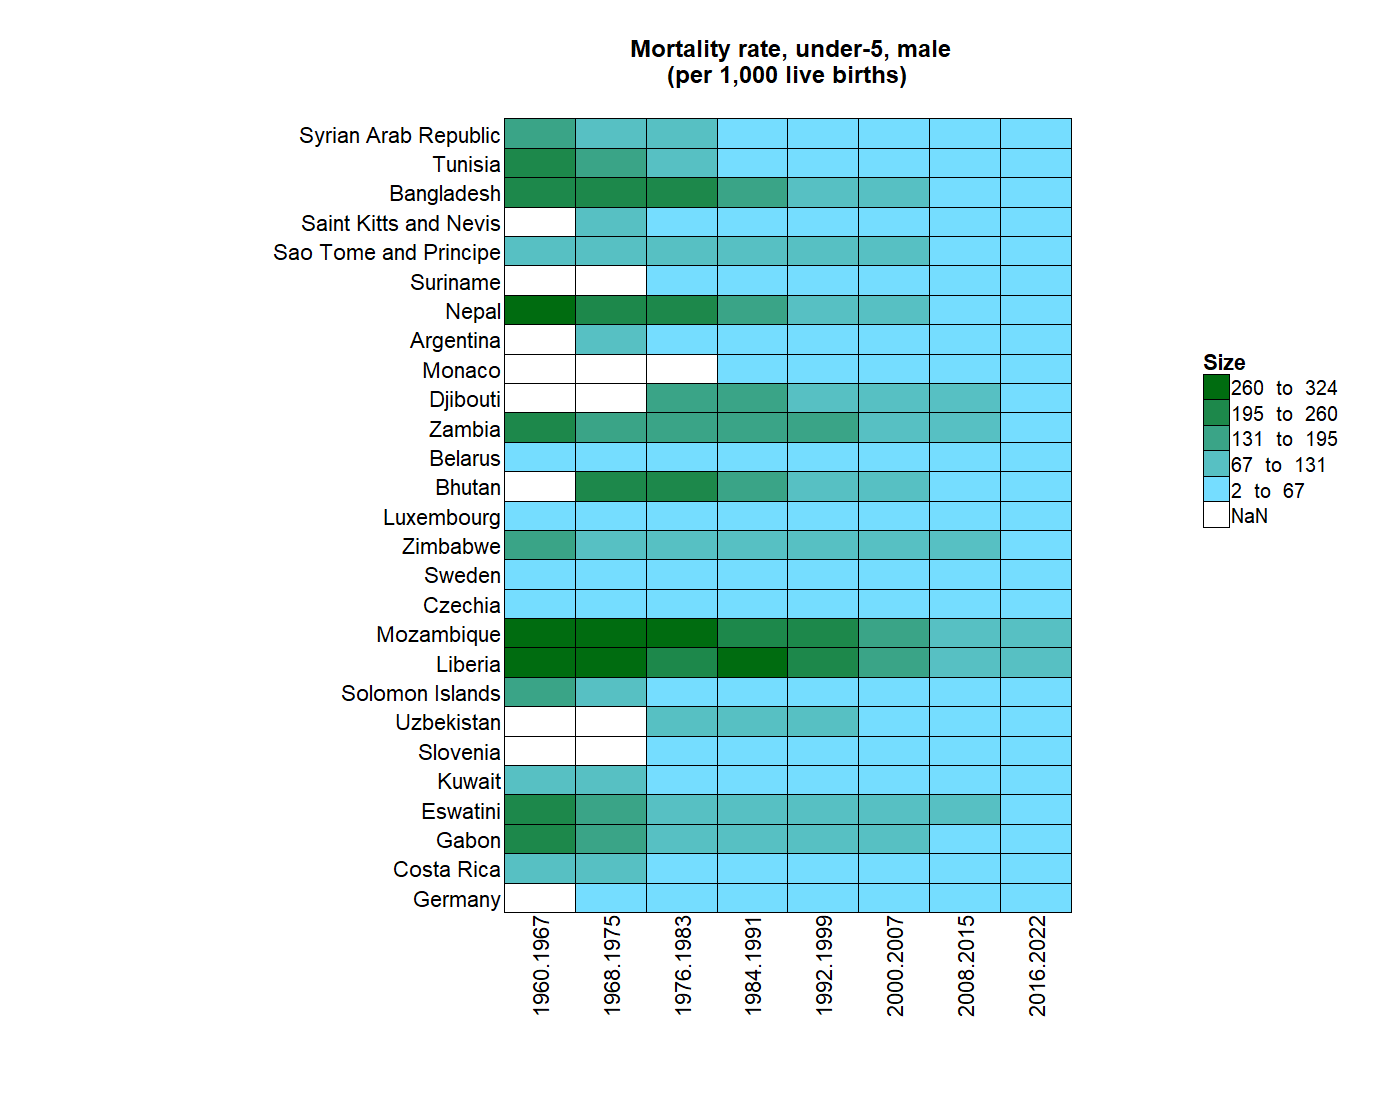 Mortality rate, under-5, male
(per 1,000 live births)
Syrian Arab Republic
Tunisia
Bangladesh
Saint Kitts and Nevis
Sao Tome and Principe
Suriname
Nepal
Argentina
Monaco
Djibouti
Zambia
Belarus
Bhutan
Luxembourg
Zimbabwe
Sweden
Czechia
Mozambique
Liberia
Solomon Islands
Uzbekistan
Slovenia
Kuwait
Eswatini
Gabon
Costa Rica
Germany
1960.1967
1968.1975
1976.1983
1984.1991
1992.1999
2000.2007
2008.2015
2016.2022
Size
260 to 324
195 to 260
131 to 195
67 to 131
2 to 67
NaN